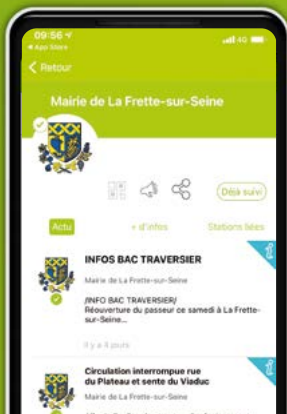 09:56
App Store
4G
Retour
Mairie de La Frette-sur-Seine
Déjà suivi
Actu
+ d'infos
Stations liées
INFOS BAC TRAVERSIER
Mairie de La Frette-sur-Seine
/INFO BAC TRAVERSIER/
Réouverture du passeur ce samedi à La Frette-
sur-Seine...
Il y a 4 jours
Circulation interrompue rue
du Plateau et sente du Viaduc
Mairie de La Frette-sur-Seine